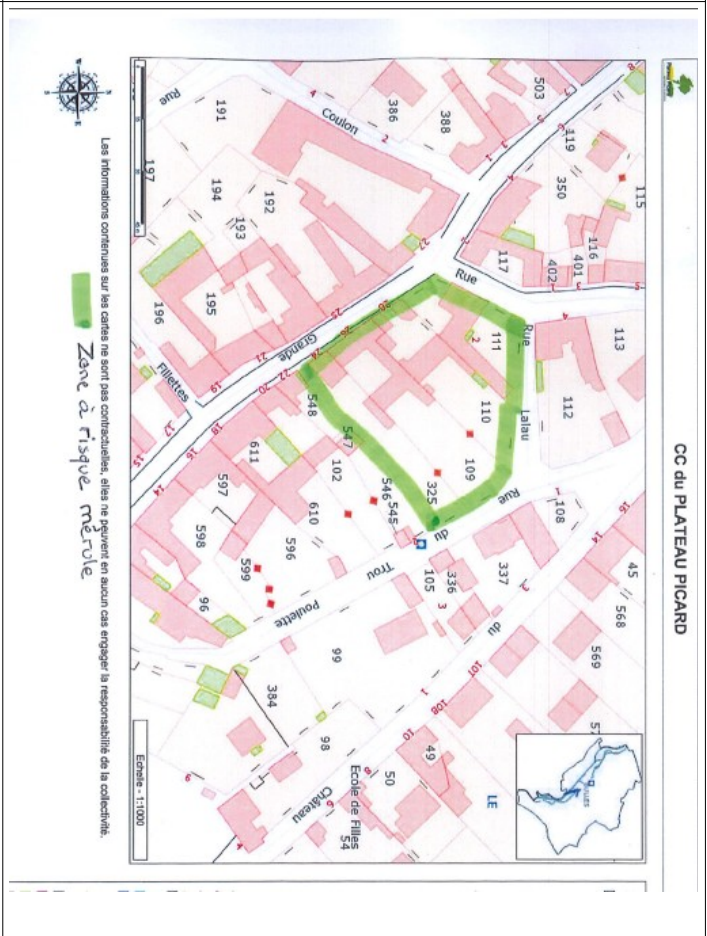 CC du PLATEAU PICARD
503
388
386
Coulon
Rue
191
197
194
192
193
195
196
119
350
115
116
401
402
117
Rue
113
112
Rue
Lalau
111
110
109
325
Rue
du
Trou
Poulette
Grande
Fillettes
548
547
546
545
102
610
611
597
598
596
599
96
108
337
336
105
99
98
384
45
568
569
du
Château
49
50
54
Ecole de Filles
LE
Echelle - 1:1000
Les informations contenues sur les cartes ne sont pas contractuelles, elles ne peuvent en aucun cas engager la responsabilité de la collectivité.
Zone à risque mérule